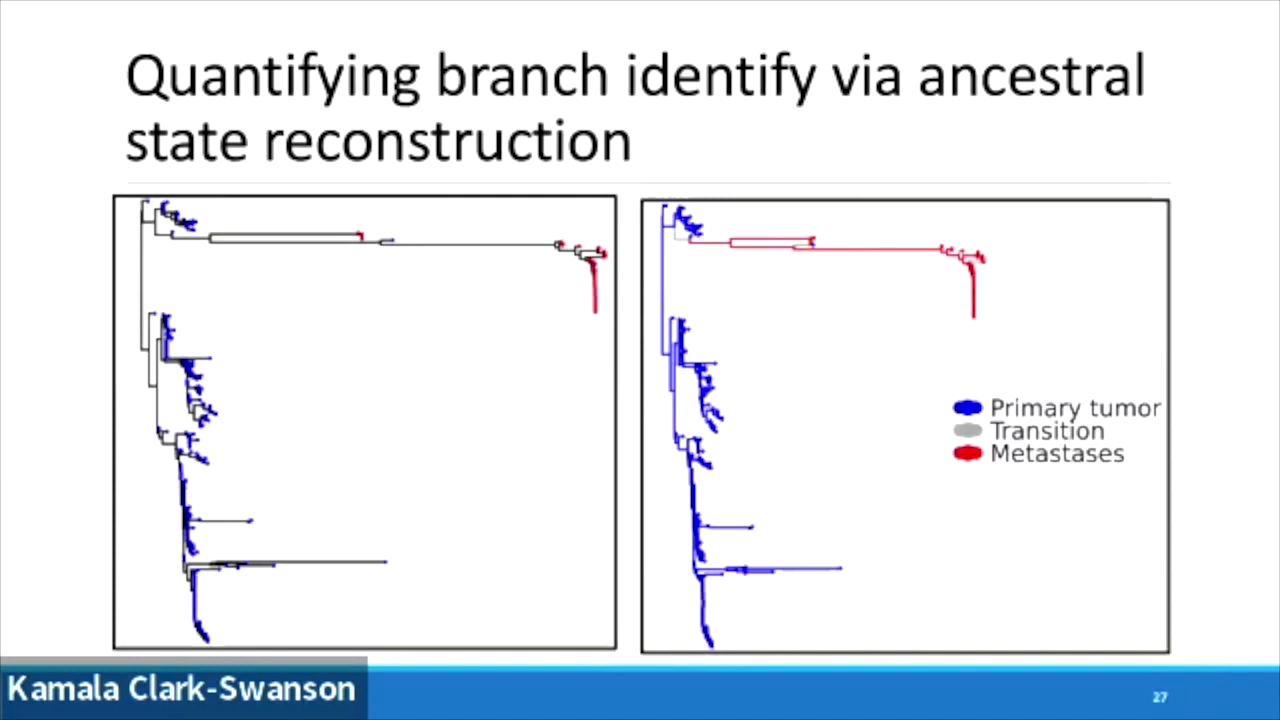 Quantifying branch identify via ancestral
state reconstruction
Primary tumor
Transition
Metastases
Kamala Clark-Swanson
27